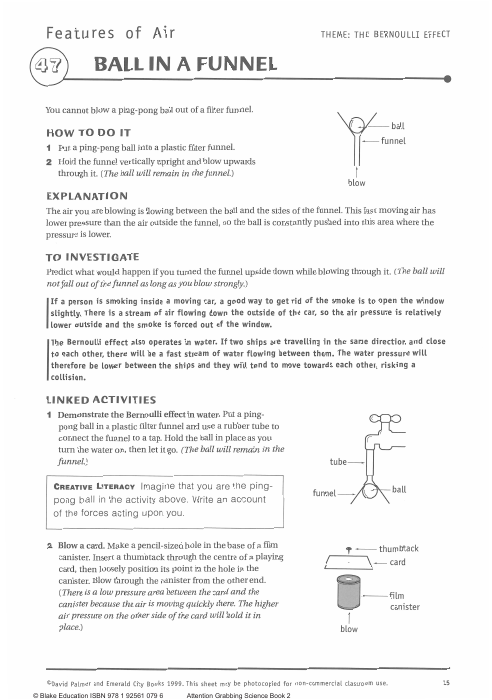 Features of Air
THEME: THE BERNOULLI EFFECT
47
BALL IN A FUNNEL
You cannot blow a ping-pong ball out of a filter funnel.
HOW TO DO IT
1 Put a ping-pong ball into a plastic filter funnel.
2 Hold the funnel vertically upright and blow upwards
through it. (The ball will remain in the funnel.)
ball
funnel
blow
EXPLANATION
The air you are blowing is flowing between the ball and the sides of the funnel. This fast moving air has
lower pressure than the air outside the funnel, so the ball is constantly pushed into this area where the
pressure is lower.
TO INVESTIGATE
Predict what would happen if you turned the funnel upside down while blowing through it. (The ball will
not fall out of the funnel as long as you blow strongly.)
If a person is smoking inside a moving car, a good way to get rid of the smoke is to open the window
slightly. There is a stream of air flowing down the outside of the car, so the air pressure is relatively
lower outside and the smoke is forced out of the window.
The Bernoulli effect also operates in water. If two ships are travelling in the same direction and close
to each other, there will be a fast stream of water flowing between them. The water pressure will
therefore be lower between the ships and they will tend to move towards each other, risking a
collision.
LINKED ACTIVITIES
1 Demonstrate the Bernoulli effect in water. Put a ping-
pong ball in a plastic filter funnel and use a rubber tube to
connect the funnel to a tap. Hold the ball in place as you
turn the water on, then let it go. (The ball will remain in the
funnel.)
tube
funnel
ball
CREATIVE LITERACY Imagine that you are the ping-
pong ball in the activity above. Write an account
of the forces acting upon you.
2 Blow a card. Make a pencil-sized hole in the base of a film
canister. Insert a thumbtack through the centre of a playing
card, then loosely position its point in the hole in the
canister. Blow through the canister from the other end.
(There is a low pressure area between the card and the
canister because the air is moving quickly there. The higher
air pressure on the other side of the card will hold it in
place.)
thumbtack
card
film
canister
blow
©David Palmer and Emerald City Books 1999. This sheet may be photocopied for non-commercial classroom use.
15
© Blake Education ISBN 978 1 92561 079 6 Attention Grabbing Science Book 2